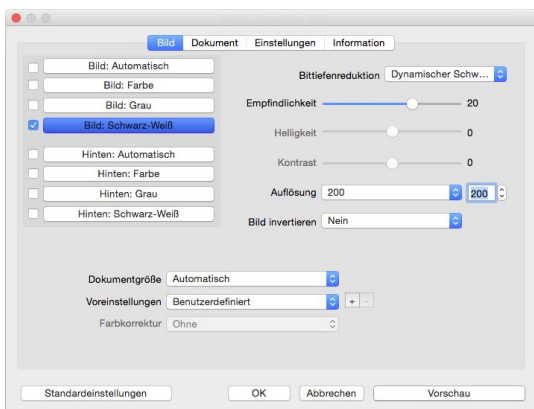 Bild Dokument Einstellungen Information
Bild: Automatisch
Bild: Farbe
Bild: Grau
Bild: Schwarz-Weiß
Hinten: Automatisch
Hinten: Farbe
Hinten: Grau
Hinten: Schwarz-Weiß
Bittiefenreduktion Dynamischer Schw...
Empfindlichkeit 20
Helligkeit 0
Kontrast 0
Auflösung 200 200
Bild invertieren Nein
Dokumentgröße Automatisch
Voreinstellungen Benutzerdefiniert + -
Farbkorrektur Ohne
Standardeinstellungen OK Abbrechen Vorschau